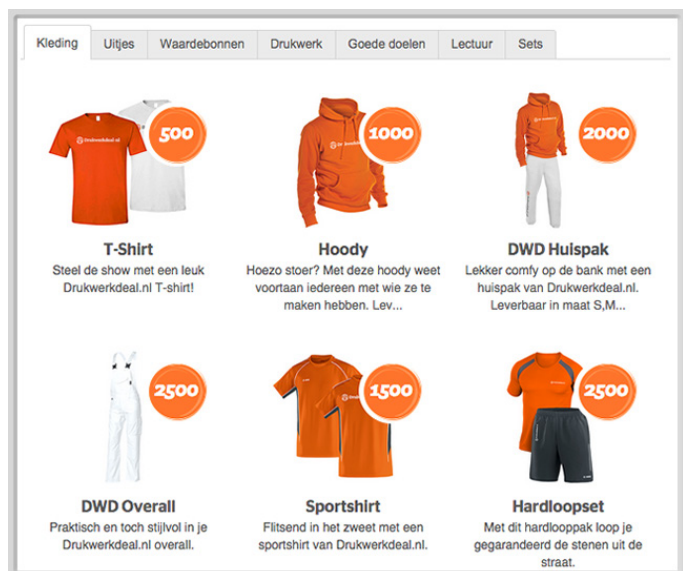 Kleding Uitjes Waardebonnen Drukwerk Goede doelen Lectuur Sets
Drukwerkdeal.nl
500
1000
2000
T-Shirt
Steel de show met een leuk
Drukwerkdeal.nl T-shirt!
Hoody
Hoezo stoer? Met deze hoody weet
voortaan iedereen met wie ze te
maken hebben. Lev...
DWD Huispak
Lekker comfy op de bank met een
huispak van Drukwerkdeal.nl.
Leverbaar in maat S,M...
2500
1500
2500
DWD Overall
Praktisch en toch stijlvol in je
Drukwerkdeal.nl overall.
Sportshirt
Flitsend in het zweet met een
sportshirt van Drukwerkdeal.nl.
Hardloopset
Met dit hardlooppak loop je
gegarandeerd de stenen uit de
straat.